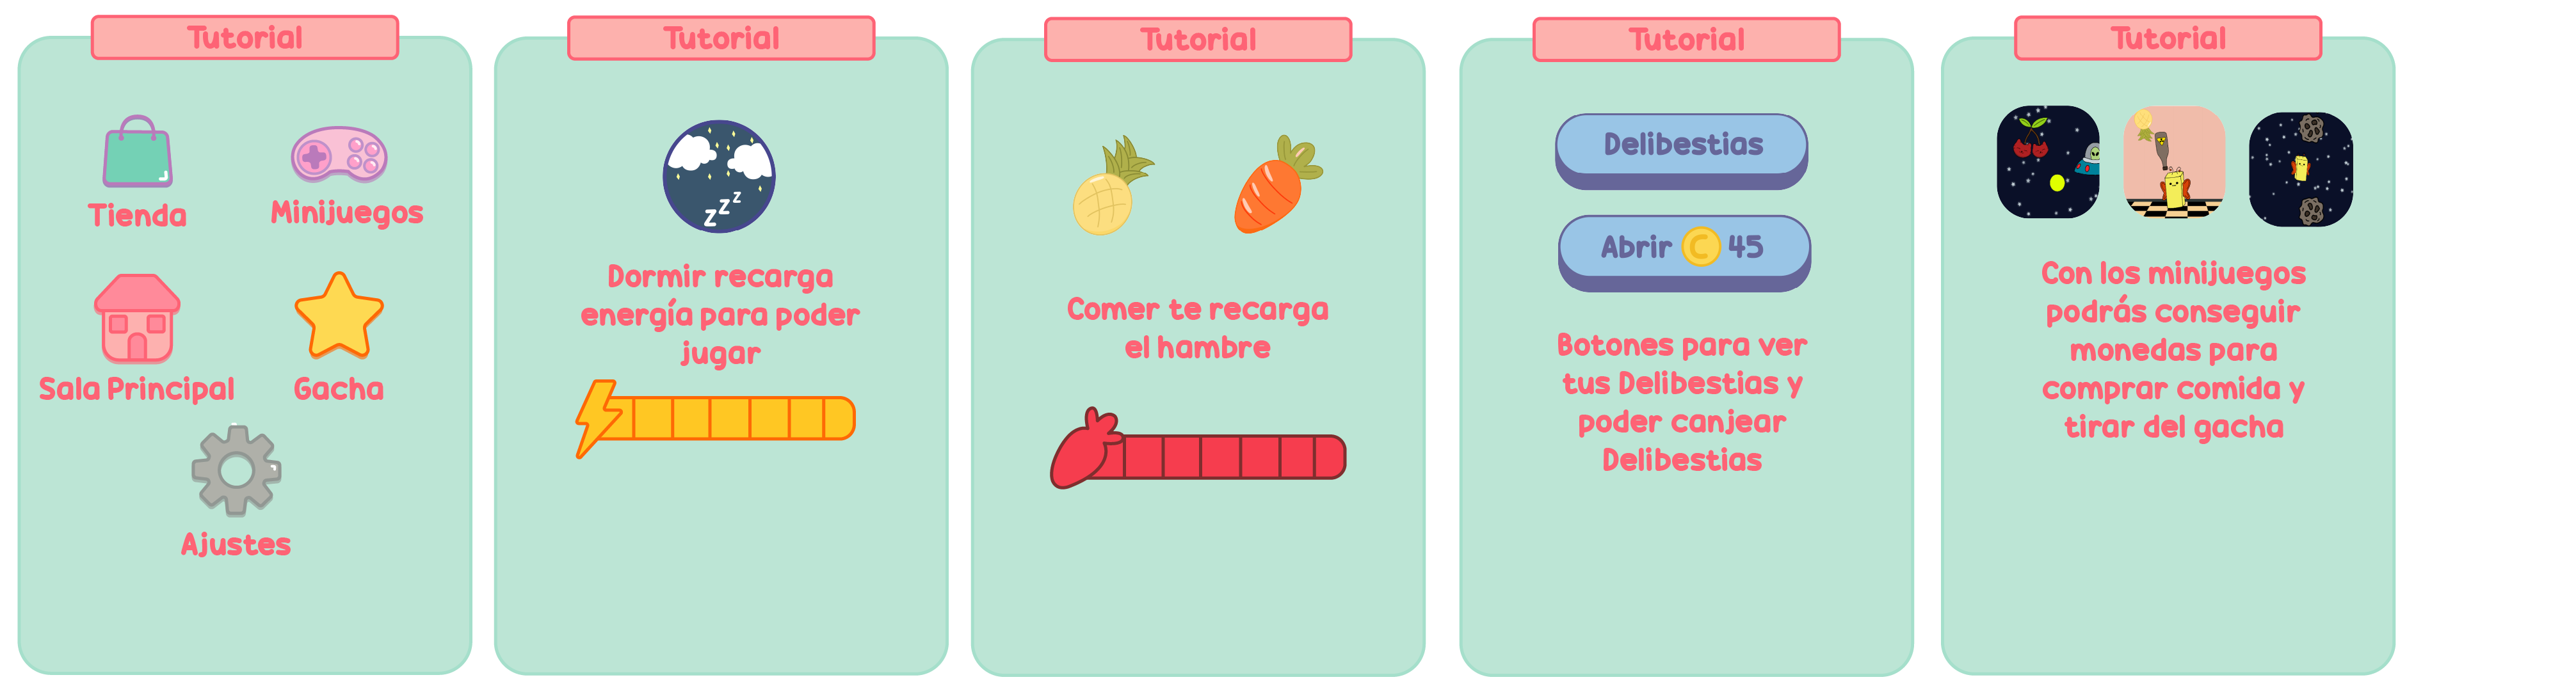 Tutorial
Tienda
Minijuegos
Sala Principal
Gacha
Ajustes
Tutorial
zzz
Dormir recarga
energía para poder
jugar
Tutorial
Comer te recarga
el hambre
Tutorial
Delibestias
Abrir C 45
Botones para ver
tus Delibestias y
poder canjear
Delibestias
Tutorial
Con los minijuegos
podrás conseguir
monedas para
comprar comida y
tirar del gacha